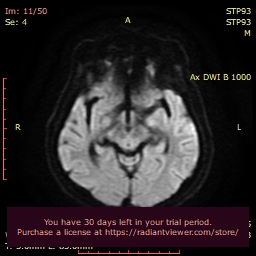 Im: 11/50
Se: 4
A
STP93
STP93
M
Ax DWI B 1000
R
L
You have 30 days left in your trial period.
Purchase a license at https://radiantviewer.com/store/